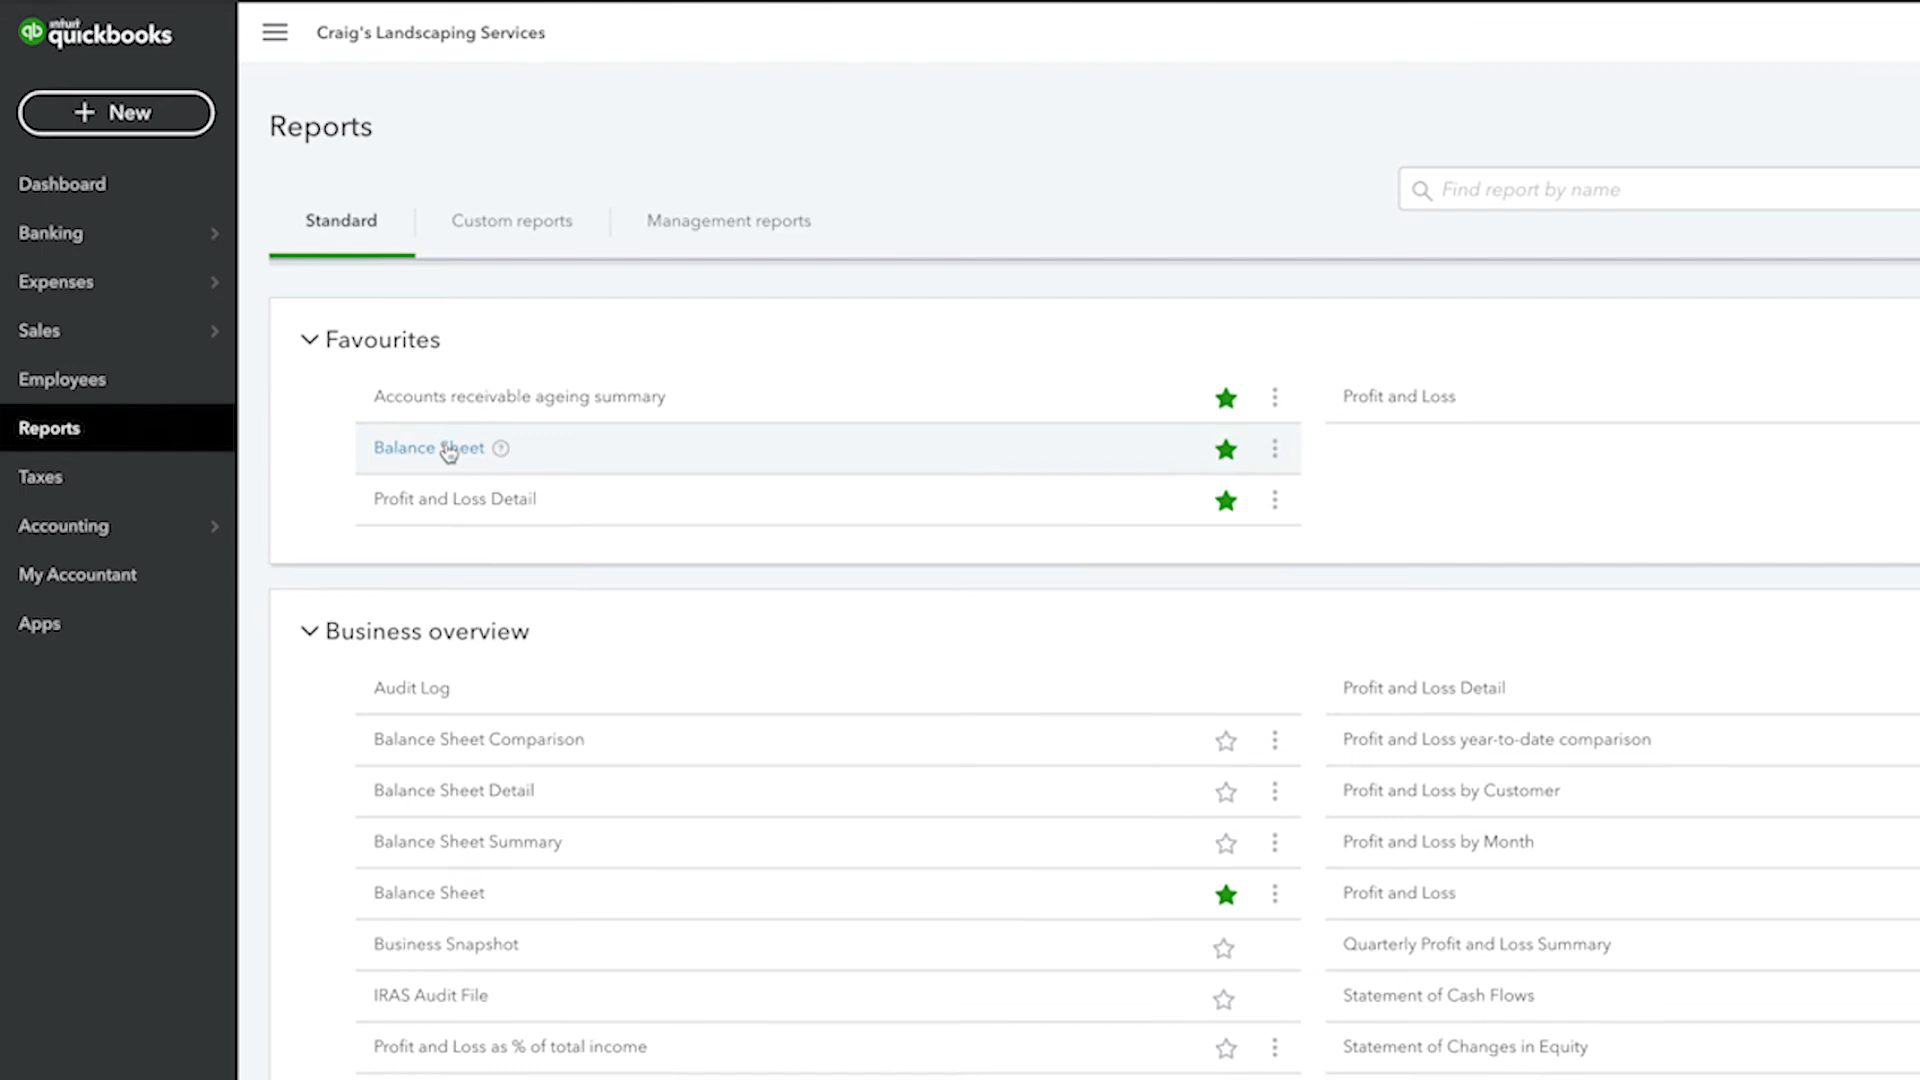 intuit
quickbooks
Craig's Landscaping Services
+ New
Dashboard
Banking
Expenses
Sales
Employees
Reports
Taxes
Accounting
My Accountant
Apps
Reports
Find report by name
Standard
Custom reports
Management reports
Favourites
Accounts receivable ageing summary
Profit and Loss
Balance Sheet
Profit and Loss Detail
Business overview
Audit Log
Profit and Loss Detail
Balance Sheet Comparison
Profit and Loss year-to-date comparison
Balance Sheet Detail
Profit and Loss by Customer
Balance Sheet Summary
Profit and Loss by Month
Balance Sheet
Profit and Loss
Business Snapshot
Quarterly Profit and Loss Summary
IRAS Audit File
Statement of Cash Flows
Profit and Loss as % of total income
Statement of Changes in Equity